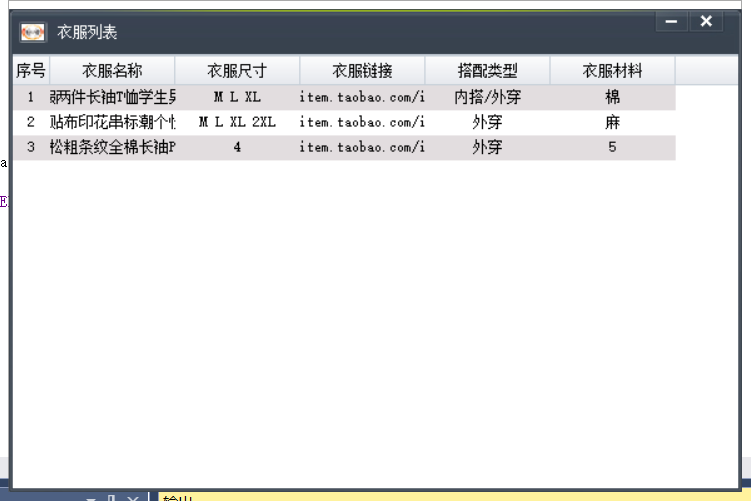 衣服列表
序号 衣服名称 衣服尺寸 衣服链接 搭配类型 衣服材料
1 两件长袖T恤学生 M L XL item.taobao.com/i 内搭/外穿 棉
2 贴布印花串标潮个 M L XL 2XL item.taobao.com/i 外穿 麻
3 松粗条纹全棉长袖P 4 item.taobao.com/i 外穿 5
a
E
输出